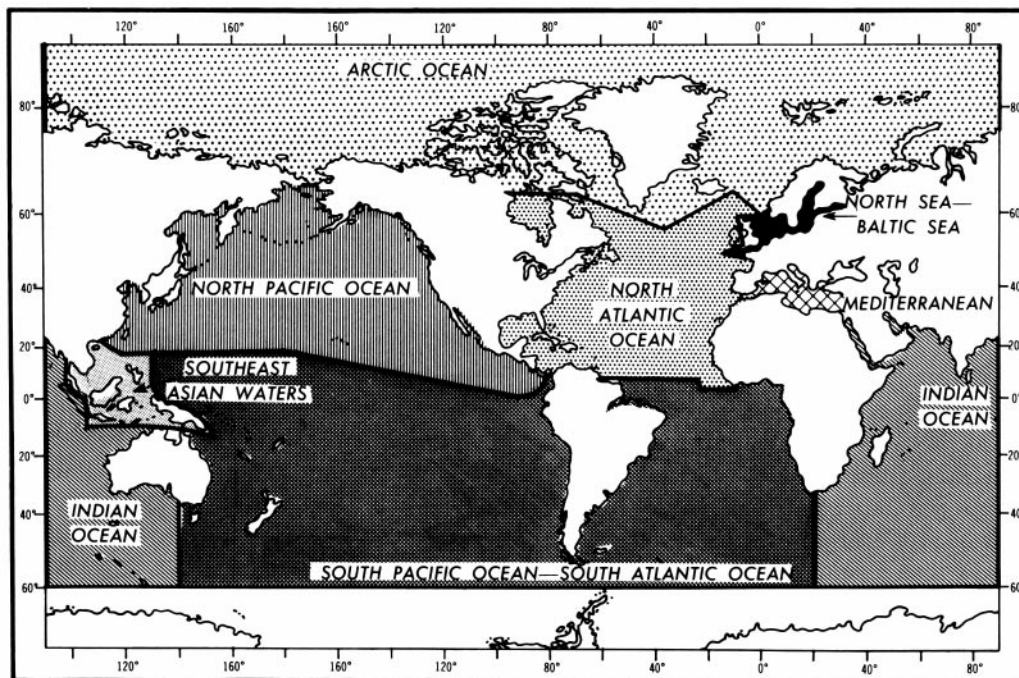 120° 160° 160° 120° 80° 40° 0° 40°
ARCTIC OCEAN
80° 80°
60° NORTH SEA— 60°
BALTIC SEA
NORTH PACIFIC OCEAN
40° NORTH MEDITERRANEAN 40°
ATLANTIC
OCEAN
20° SOUTHEAST 20°
ASIAN WATERS
0° INDIAN 0°
OCEAN
20° 20°
INDIAN
OCEAN
40° 40°
SOUTH PACIFIC OCEAN—SOUTH ATLANTIC OCEAN
60° 60°
120° 160° 160° 120° 80° 40° 0° 40°